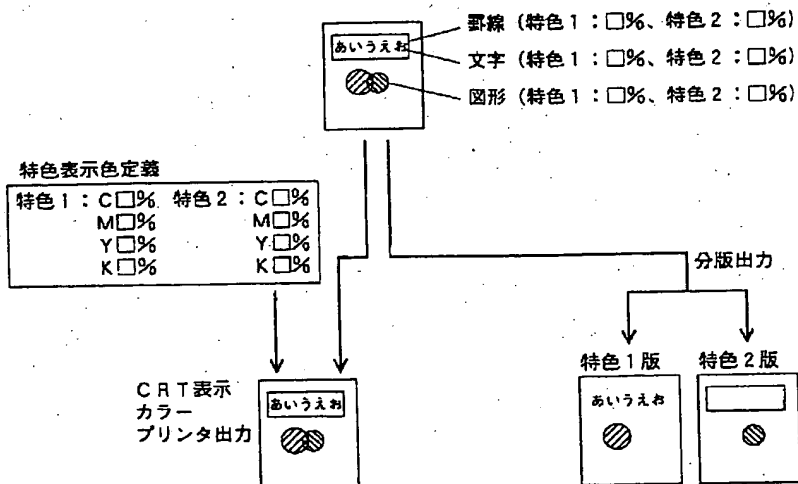 罫線（特色1：□%、特色2：□%）
あいうえお
文字（特色1：□%、特色2：□%）
図形（特色1：□%、特色2：□%）
特色表示色定義
特色1：C□%　特色2：C□%
M□%　M□%
Y□%　Y□%
K□%　K□%
分版出力
特色1版　特色2版
CRT表示
カラー
プリンタ出力
あいうえお
あいうえお